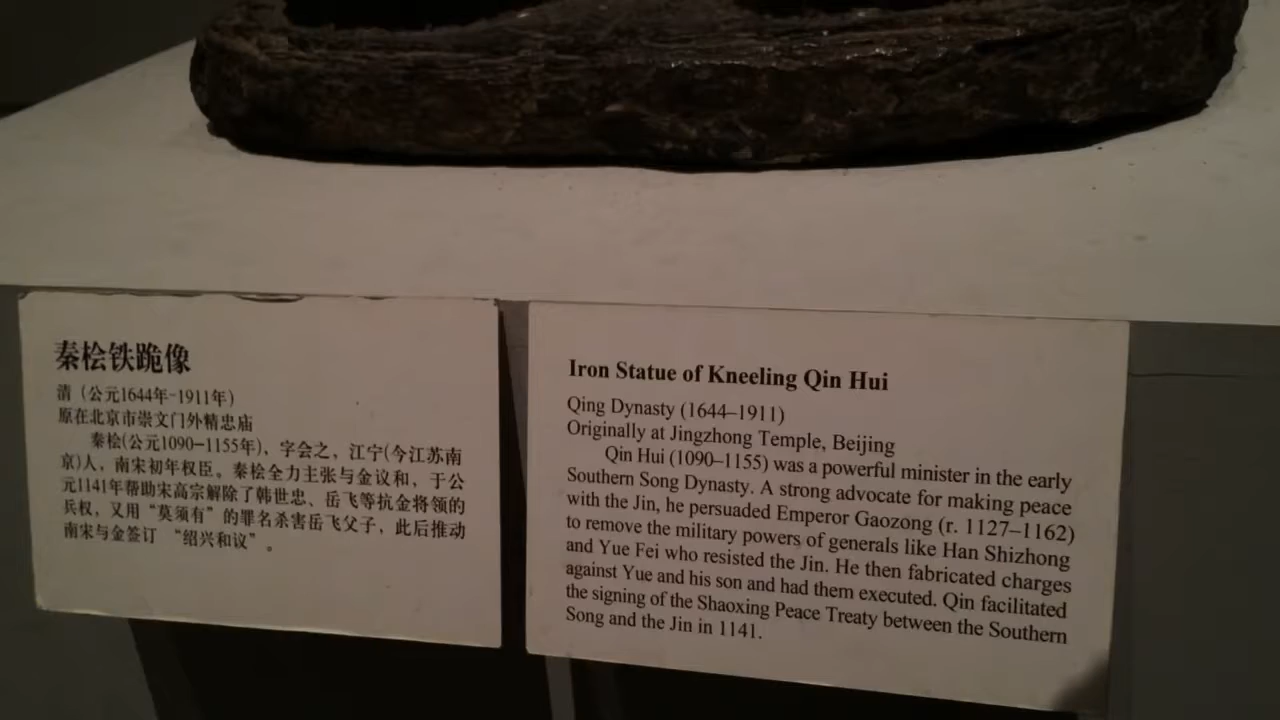 秦桧铁跪像
清（公元1644年-1911年）
原在北京市崇文门外精忠庙
秦桧(公元1090-1155年)，字会之，江宁(今江苏南
京)人，南宋初年权臣。秦桧全力主张与金议和，于公
元1141年帮助宋高宗解除了韩世忠、岳飞等抗金将领的
兵权，又用“莫须有”的罪名杀害岳飞父子，此后推动
南宋与金签订 “绍兴和议”。
Iron Statue of Kneeling Qin Hui
Qing Dynasty (1644–1911)
Originally at Jingzhong Temple, Beijing
Qin Hui (1090–1155) was a powerful minister in the early
Southern Song Dynasty. A strong advocate for making peace
with the Jin, he persuaded Emperor Gaozong (r. 1127–1162)
to remove the military powers of generals like Han Shizhong
and Yue Fei who resisted the Jin. He then fabricated charges
against Yue and his son and had them executed. Qin facilitated
the signing of the Shaoxing Peace Treaty between the Southern
Song and the Jin in 1141.